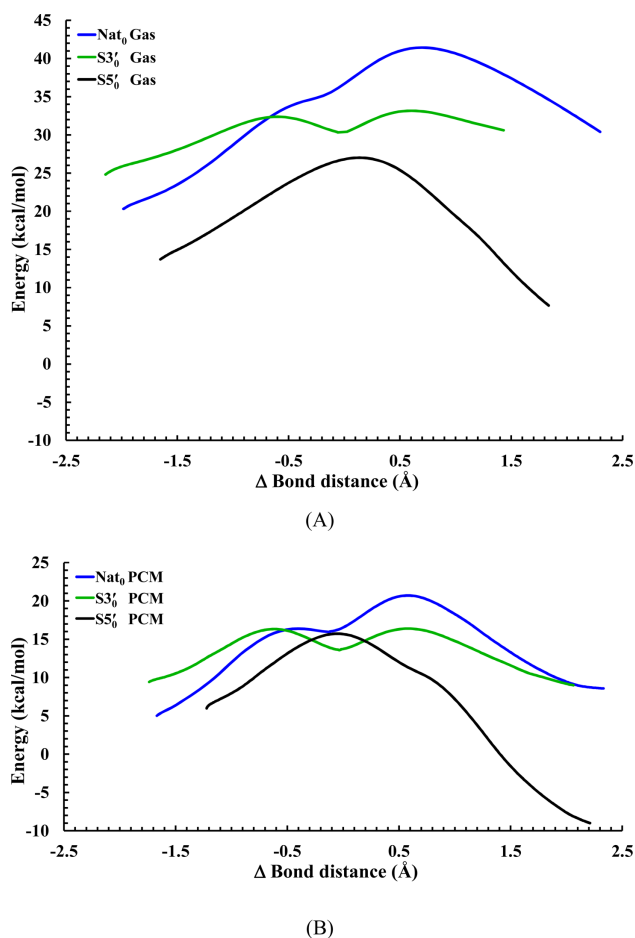 45
40
35
30
25
20
15
10
5
0
-5
-10
Energy (kcal/mol)
Nat₀ Gas
S3′₀ Gas
S5′₀ Gas
-2.5 -1.5 -0.5 0.5 1.5 2.5
Δ Bond distance (Å)
(A)
25
20
15
10
5
0
-5
-10
Energy (kcal/mol)
Nat₀ PCM
S3′₀ PCM
S5′₀ PCM
-2.5 -1.5 -0.5 0.5 1.5 2.5
Δ Bond distance (Å)
(B)